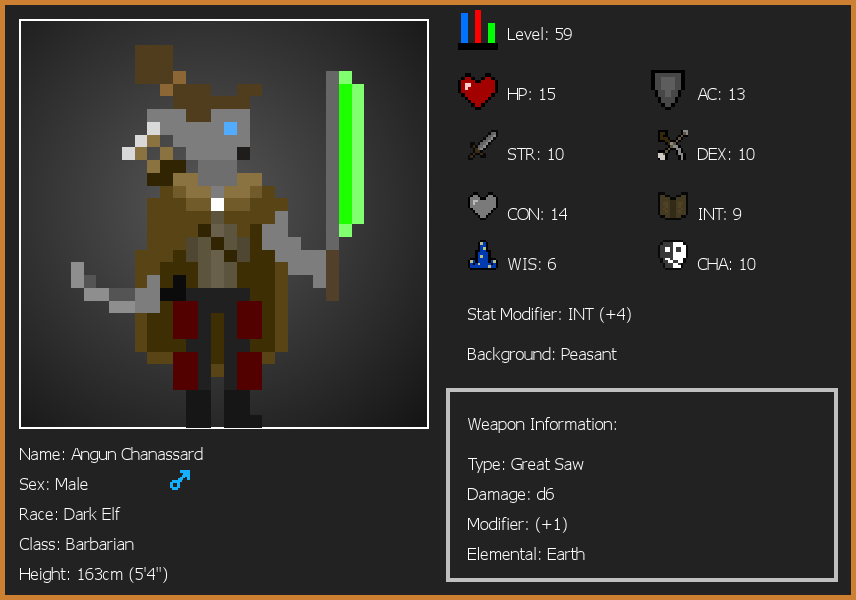 Level: 59
HP: 15
AC: 13
STR: 10
DEX: 10
CON: 14
INT: 9
WIS: 6
CHA: 10
Stat Modifier: INT (+4)
Background: Peasant
Weapon Information:
Type: Great Saw
Damage: d6
Modifier: (+1)
Elemental: Earth
Name: Angun Chanassard
Sex: Male
Race: Dark Elf
Class: Barbarian
Height: 163cm (5'4")